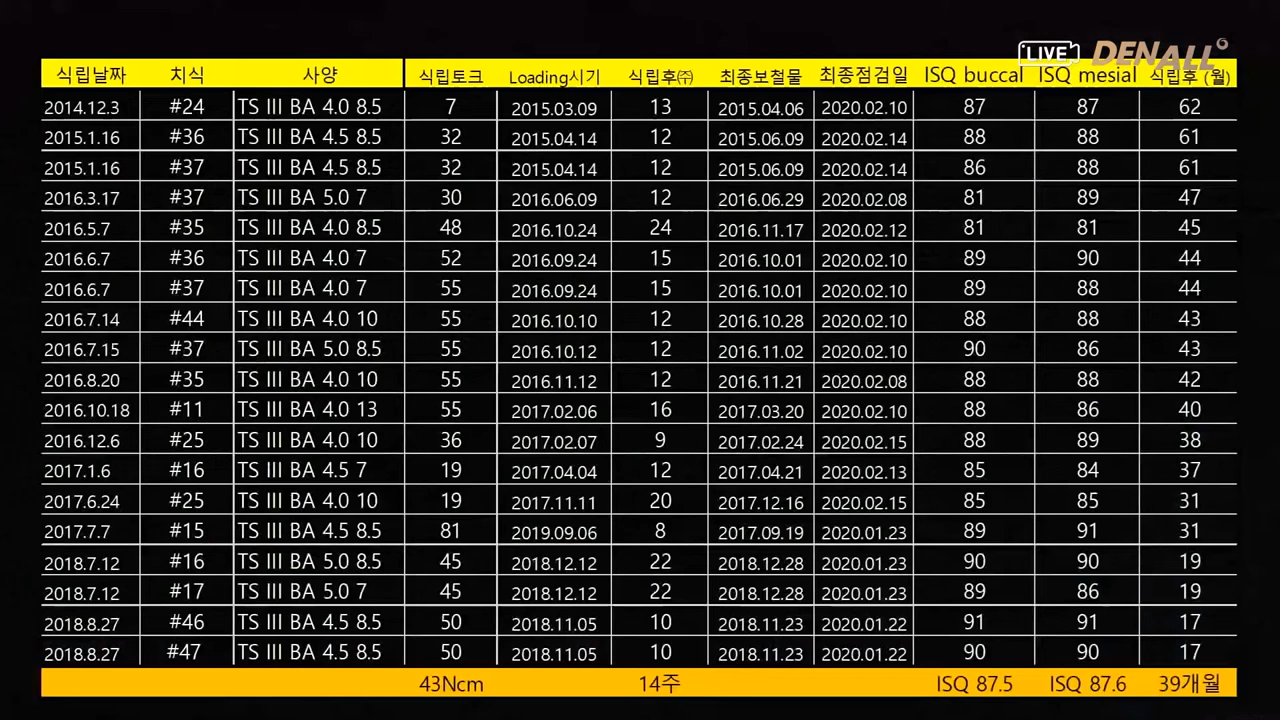 LIVE DENALL
식립날짜 치식 사양 식립토크 Loading시기 식립후㈜ 최종보철물 최종점검일 ISQ buccal ISQ mesial 식립후 (월)
2014.12.3 #24 TS III BA 4.0 8.5 7 2015.03.09 13 2015.04.06 2020.02.10 87 87 62
2015.1.16 #36 TS III BA 4.5 8.5 32 2015.04.14 12 2015.06.09 2020.02.14 88 88 61
2015.1.16 #37 TS III BA 4.5 8.5 32 2015.04.14 12 2015.06.09 2020.02.14 86 88 61
2016.3.17 #37 TS III BA 5.0 7 30 2016.06.09 12 2016.06.29 2020.02.08 81 89 47
2016.5.7 #35 TS III BA 4.0 8.5 48 2016.10.24 24 2016.11.17 2020.02.12 81 81 45
2016.6.7 #36 TS III BA 4.0 7 52 2016.09.24 15 2016.10.01 2020.02.10 89 90 44
2016.6.7 #37 TS III BA 4.0 7 55 2016.09.24 15 2016.10.01 2020.02.10 89 88 44
2016.7.14 #44 TS III BA 4.0 10 55 2016.10.10 12 2016.10.28 2020.02.10 88 88 43
2016.7.15 #37 TS III BA 5.0 8.5 55 2016.10.12 12 2016.11.02 2020.02.10 90 86 43
2016.8.20 #35 TS III BA 4.0 10 55 2016.11.12 12 2016.11.21 2020.02.08 88 88 42
2016.10.18 #11 TS III BA 4.0 13 55 2017.02.06 16 2017.03.20 2020.02.10 88 86 40
2016.12.6 #25 TS III BA 4.0 10 36 2017.02.07 9 2017.02.24 2020.02.15 88 89 38
2017.1.6 #16 TS III BA 4.5 7 19 2017.04.04 12 2017.04.21 2020.02.13 85 84 37
2017.6.24 #25 TS III BA 4.0 10 19 2017.11.11 20 2017.12.16 2020.02.15 85 85 31
2017.7.7 #15 TS III BA 4.5 8.5 81 2019.09.06 8 2017.09.19 2020.01.23 89 91 31
2018.7.12 #16 TS III BA 5.0 8.5 45 2018.12.12 22 2018.12.28 2020.01.23 90 90 19
2018.7.12 #17 TS III BA 5.0 7 45 2018.12.12 22 2018.12.28 2020.01.23 89 86 19
2018.8.27 #46 TS III BA 4.5 8.5 50 2018.11.05 10 2018.11.23 2020.01.22 91 91 17
2018.8.27 #47 TS III BA 4.5 8.5 50 2018.11.05 10 2018.11.23 2020.01.22 90 90 17
43Ncm 14주 ISQ 87.5 ISQ 87.6 39개월